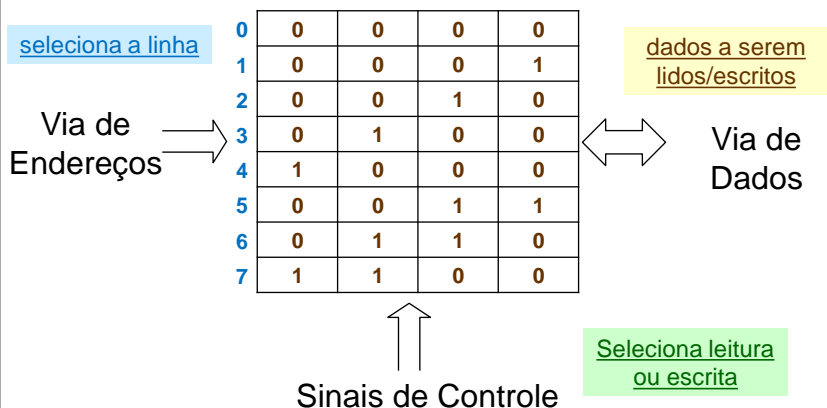 seleciona a linha
0 0 0 0 0
1 0 0 0 1
2 0 0 1 0
3 0 1 0 0
4 1 0 0 0
5 0 0 1 1
6 0 1 1 0
7 1 1 0 0
dados a serem
lidos/escritos
Via de
Endereços
Via de
Dados
Sinais de Controle
Seleciona leitura
ou escrita